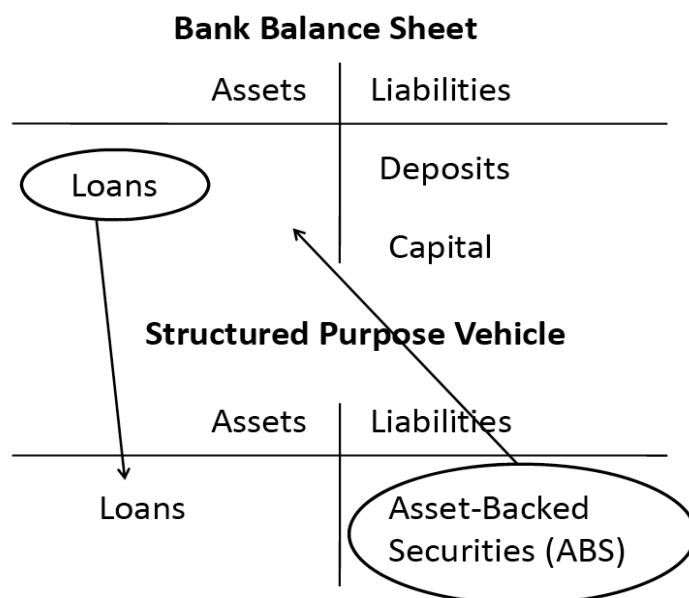 Bank Balance Sheet
Assets Liabilities
Loans Deposits
Capital
Structured Purpose Vehicle
Assets Liabilities
Loans Asset-Backed
Securities (ABS)